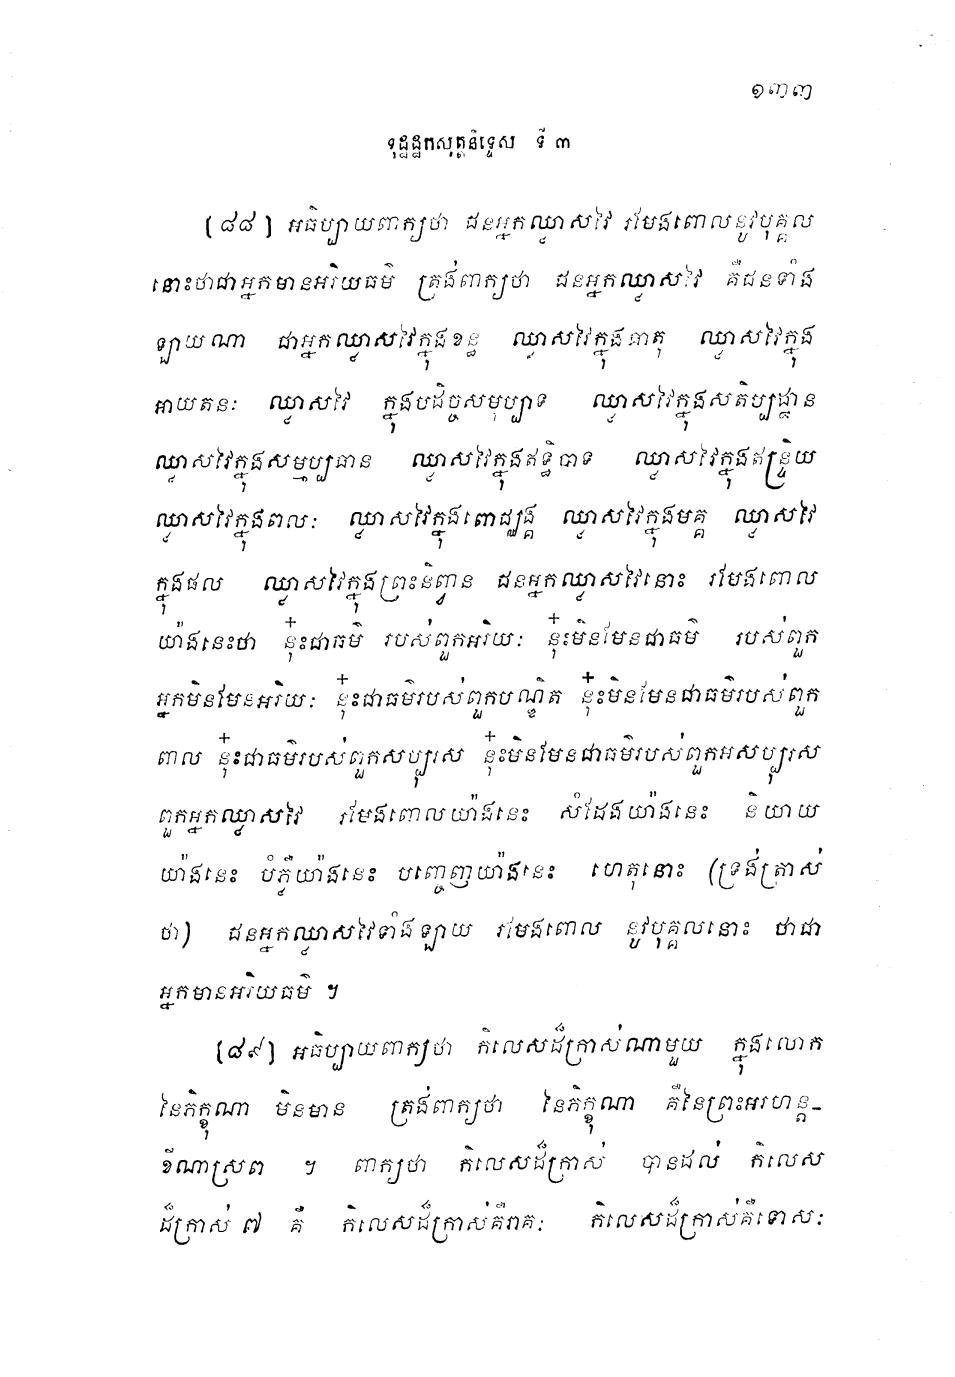 ១៣៣
ទុដ្ឋដ្ឋកសុត្តនិទ្ទេស ទី ៣
(៨៨) អធិប្បាយពាក្យថា ជនអ្នកឈ្លាសវៃ រមែងពោលនូវបុគ្គល
នោះថាជាអ្នកមានអរិយធម៌ ត្រង់ពាក្យថា ជនអ្នកឈ្លាសវៃ គឺជនទាំង
ឡាយណា ជាអ្នកឈ្លាសវៃក្នុងខន្ធ ឈ្លាសវៃក្នុងធាតុ ឈ្លាសវៃក្នុង
អាយតនៈ ឈ្លាសវៃ ក្នុងបដិច្ចសមុប្បាទ ឈ្លាសវៃក្នុងសតិប្បដ្ឋាន
ឈ្លាសវៃក្នុងសម្មប្បធាន ឈ្លាសវៃក្នុងឥទ្ធិបាទ ឈ្លាសវៃក្នុងឥន្ទ្រិយ
ឈ្លាសវៃក្នុងពលៈ ឈ្លាសវៃក្នុងពោជ្ឈង្គ ឈ្លាសវៃក្នុងមគ្គ ឈ្លាសវៃ
ក្នុងផល ឈ្លាសវៃក្នុងព្រះនិព្វាន ជនអ្នកឈ្លាសវៃនោះ រមែងពោល
យ៉ាងនេះថា នុ៎ះជាធម៌ របស់ពួកអរិយៈ នុ៎ះមិនមែនជាធម៌ របស់ពួក
អ្នកមិនមែនអរិយៈ នុ៎ះជាធម៌របស់ពួកបណ្ឌិត នុ៎ះមិនមែនជាធម៌របស់ពួក
ពាល នុ៎ះជាធម៌របស់ពួកសប្បុរស នុ៎ះមិនមែនជាធម៌របស់ពួកអសប្បុរស
ពួកអ្នកឈ្លាសវៃ រមែងពោលយ៉ាងនេះ សំដែងយ៉ាងនេះ និយាយ
យ៉ាងនេះ បំភ្លឺយ៉ាងនេះ បញ្ចេញយ៉ាងនេះ ហេតុនោះ (ទ្រង់ត្រាស់
ថា) ជនអ្នកឈ្លាសវៃទាំងឡាយ រមែងពោល នូវបុគ្គលនោះ ថាជា
អ្នកមានអរិយធម៌ ។
(៨៩) អធិប្បាយពាក្យថា កិលេសដ៏ក្រាស់ណាមួយ ក្នុងលោក
នៃភិក្ខុណា មិនមាន ត្រង់ពាក្យថា នៃភិក្ខុណា គឺនៃព្រះអរហន្ត-
ខីណាស្រព ។ ពាក្យថា កិលេសដ៏ក្រាស់ បានដល់ កិលេស
ដ៏ក្រាស់ ៧ គឺ កិលេសដ៏ក្រាស់គឺរាគៈ កិលេសដ៏ក្រាស់គឺទោសៈ